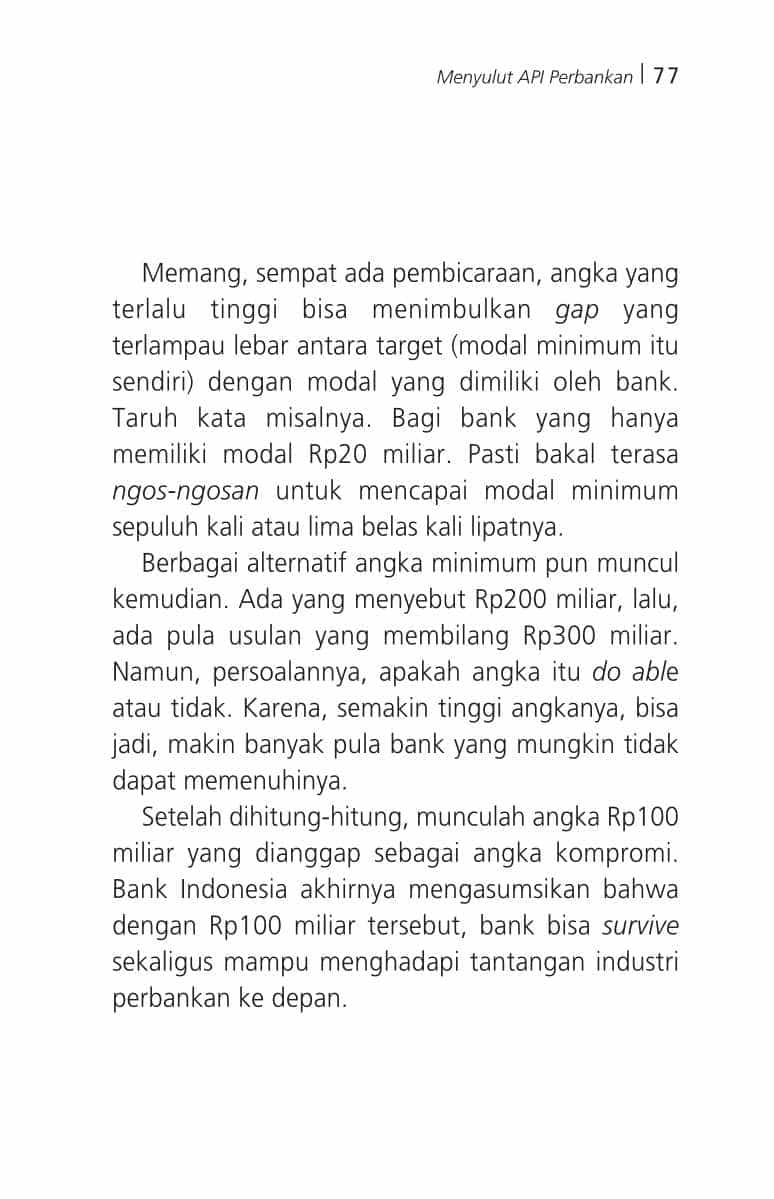 Menyulut API Perbankan | 77
Memang, sempat ada pembicaraan, angka yang
terlalu tinggi bisa menimbulkan gap yang
terlampau lebar antara target (modal minimum itu
sendiri) dengan modal yang dimiliki oleh bank.
Taruh kata misalnya. Bagi bank yang hanya
memiliki modal Rp20 miliar. Pasti bakal terasa
ngos-ngosan untuk mencapai modal minimum
sepuluh kali atau lima belas kali lipatnya.
Berbagai alternatif angka minimum pun muncul
kemudian. Ada yang menyebut Rp200 miliar, lalu,
ada pula usulan yang membilang Rp300 miliar.
Namun, persoalannya, apakah angka itu do able
atau tidak. Karena, semakin tinggi angkanya, bisa
jadi, makin banyak pula bank yang mungkin tidak
dapat memenuhinya.
Setelah dihitung-hitung, munculah angka Rp100
miliar yang dianggap sebagai angka kompromi.
Bank Indonesia akhirnya mengasumsikan bahwa
dengan Rp100 miliar tersebut, bank bisa survive
sekaligus mampu menghadapi tantangan industri
perbankan ke depan.